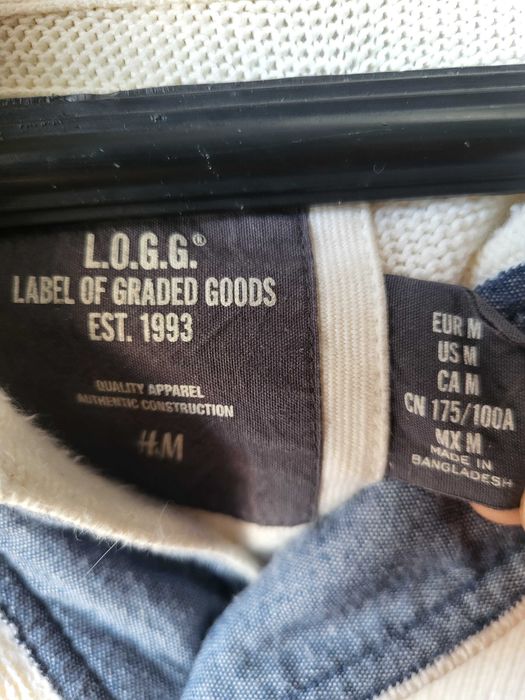 L.O.G.G.®
LABEL OF GRADED GOODS
EST. 1993
QUALITY APPAREL
AUTHENTIC CONSTRUCTION
H&M
EUR M
US M
CA M
CN 175/100A
MX M
MADE IN
BANGLADESH